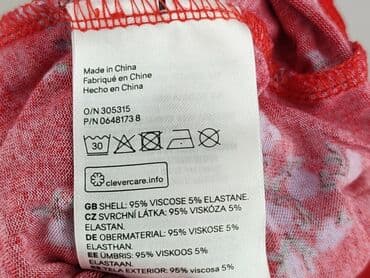 Made in China
Fabriqué en Chine
Hecho en China
O/N 305315
P/N 0648173 8
30
clevercare.info
GB SHELL: 95% VISCOSE 5% ELASTANE.
CZ SVRCHNÍ LÁTKA: 95% VISKÓZA 5%
ELASTAN.
DE OBERMATERIAL: 95% VISKOSE 5%
ELASTHAN.
EE ÜMBRIS: 95% VISKOOS 5%
ELASTAAN.
ES TELA EXTERIOR: 95% viscosa 5%